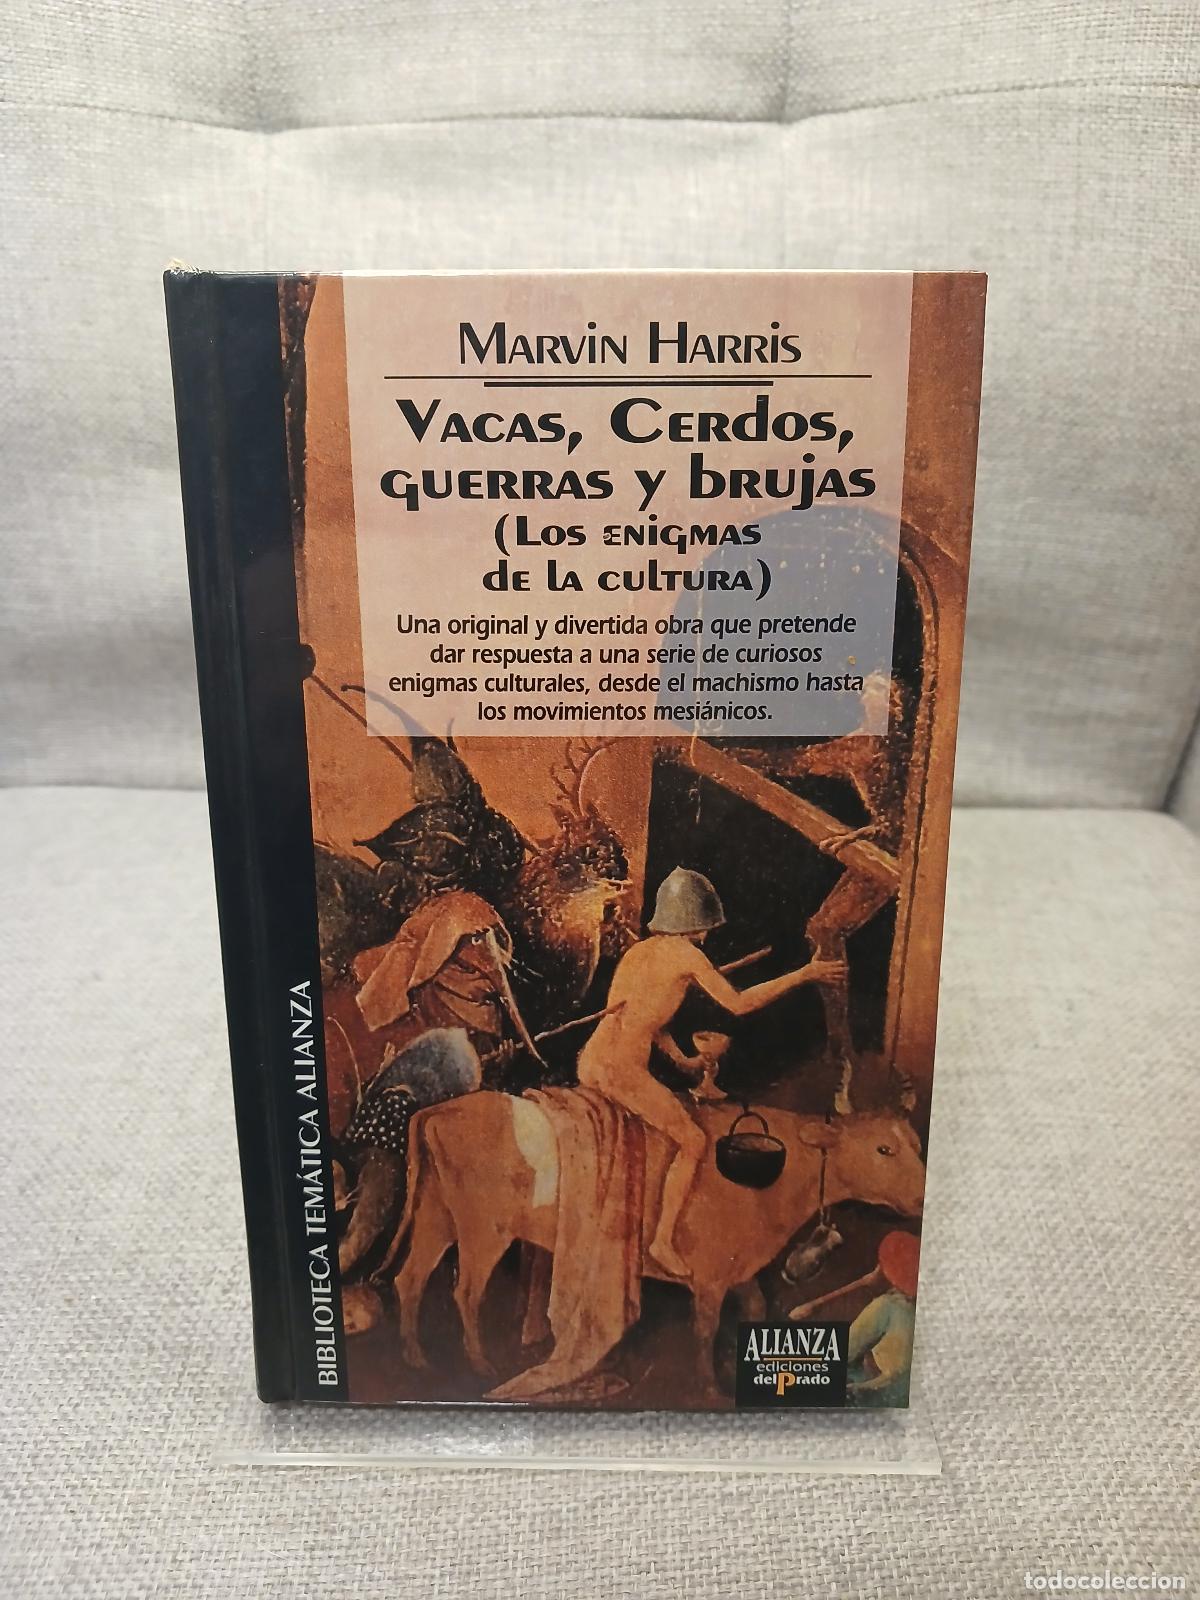 Marvin Harris
Vacas, Cerdos,
guerras y brujas
(Los enigmas
de la cultura)
Una original y divertida obra que pretende
dar respuesta a una serie de curiosos
enigmas culturales, desde el machismo hasta
los movimientos mesiánicos.
BIBLIOTECA TEMÁTICA ALIANZA
ALIANZA
ediciones
del Prado
todocoleccion